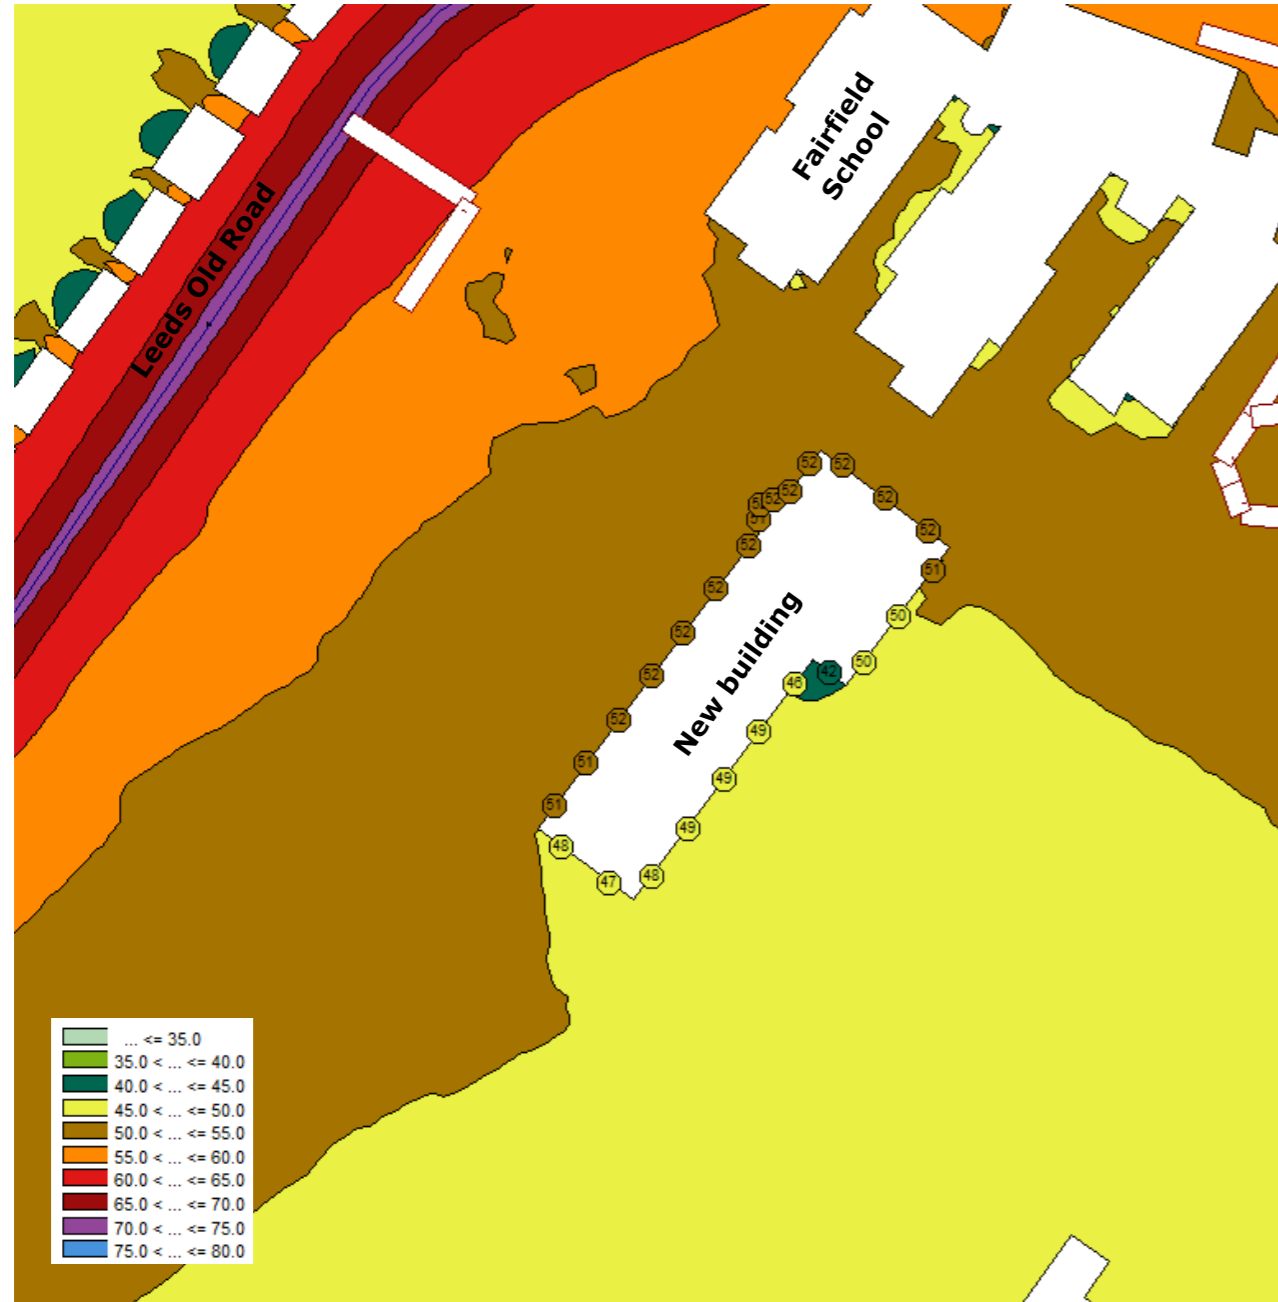 Fairfield
School
Leeds Old Road
52
52
52
52
52
52
51
52
52
51
52
50
52
50
52
42
46
New building
52
49
51
49
51
49
48
48
47
... <= 35.0
35.0 < ... <= 40.0
40.0 < ... <= 45.0
45.0 < ... <= 50.0
50.0 < ... <= 55.0
55.0 < ... <= 60.0
60.0 < ... <= 65.0
65.0 < ... <= 70.0
70.0 < ... <= 75.0
75.0 < ... <= 80.0